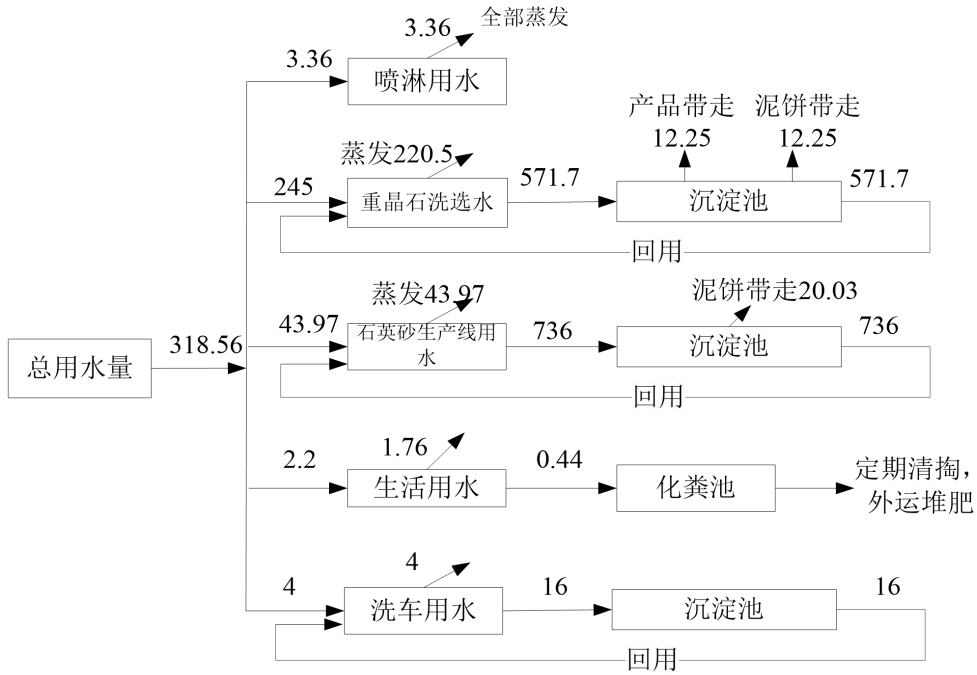 3.36
全部蒸发
3.36
喷淋用水
产品带走
12.25
泥饼带走
12.25
蒸发220.5
245
重晶石洗选水
571.7
沉淀池
571.7
回用
蒸发43.97
泥饼带走20.03
43.97
石英砂生产线用
水
736
沉淀池
736
回用
总用水量
318.56
1.76
2.2
生活用水
0.44
化粪池
定期清掏，
外运堆肥
4
4
洗车用水
16
沉淀池
16
回用